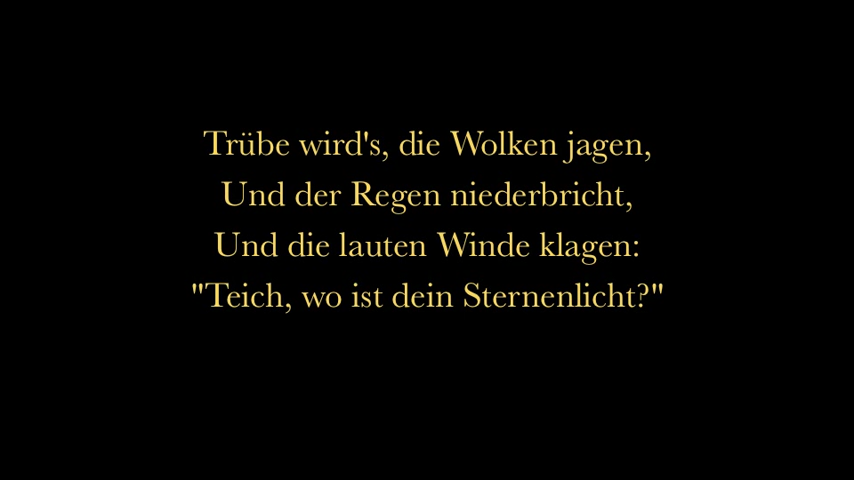 Trübe wird's, die Wolken jagen,
Und der Regen niederbricht,
Und die lauten Winde klagen:
"Teich, wo ist dein Sternenlicht?"